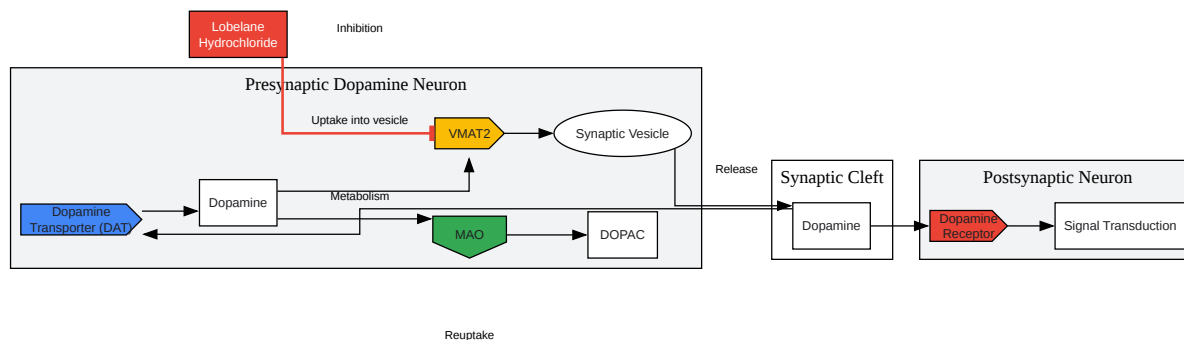 Lobelane
Hydrochloride
Inhibition
Presynaptic Dopamine Neuron
Uptake into vesicle
VMAT2
Synaptic Vesicle
Release
Synaptic Cleft
Postsynaptic Neuron
Metabolism
Dopamine
Dopamine
Transporter (DAT)
MAO
DOPAC
Dopamine
Dopamine
Receptor
Signal Transduction
Reuptake